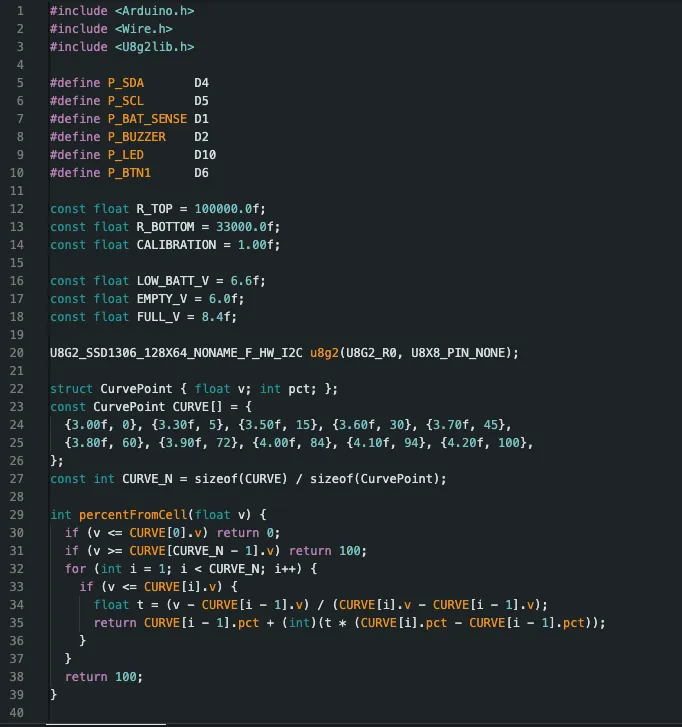 1 #include <Arduino.h>
2 #include <Wire.h>
3 #include <U8g2lib.h>
4
5 #define P_SDA       D4
6 #define P_SCL       D5
7 #define P_BAT_SENSE D1
8 #define P_BUZZER    D2
9 #define P_LED       D10
10 #define P_BTN1      D6
11
12 const float R_TOP = 100000.0f;
13 const float R_BOTTOM = 33000.0f;
14 const float CALIBRATION = 1.00f;
15
16 const float LOW_BATT_V = 6.6f;
17 const float EMPTY_V = 6.0f;
18 const float FULL_V = 8.4f;
19
20 U8G2_SSD1306_128X64_NONAME_F_HW_I2C u8g2(U8G2_R0, U8X8_PIN_NONE);
21
22 struct CurvePoint { float v; int pct; };
23 const CurvePoint CURVE[] = {
24   {3.00f, 0}, {3.30f, 5}, {3.50f, 15}, {3.60f, 30}, {3.70f, 45},
25   {3.80f, 60}, {3.90f, 72}, {4.00f, 84}, {4.10f, 94}, {4.20f, 100},
26 };
27 const int CURVE_N = sizeof(CURVE) / sizeof(CurvePoint);
28
29 int percentFromCell(float v) {
30   if (v <= CURVE[0].v) return 0;
31   if (v >= CURVE[CURVE_N - 1].v) return 100;
32   for (int i = 1; i < CURVE_N; i++) {
33     if (v <= CURVE[i].v) {
34       float t = (v - CURVE[i - 1].v) / (CURVE[i].v - CURVE[i - 1].v);
35       return CURVE[i - 1].pct + (int)(t * (CURVE[i].pct - CURVE[i - 1].pct));
36     }
37   }
38   return 100;
39 }
40